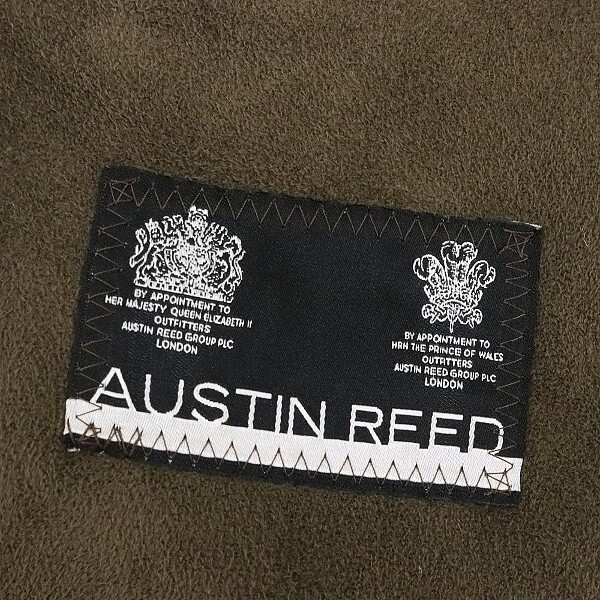 BY APPOINTMENT TO
HER MAJESTY QUEEN ELIZABETH II
OUTFITTERS
AUSTIN REED GROUP PLC
LONDON
BY APPOINTMENT TO
HRH THE PRINCE OF WALES
OUTFITTERS
AUSTIN REED GROUP PLC
LONDON
AUSTIN REED